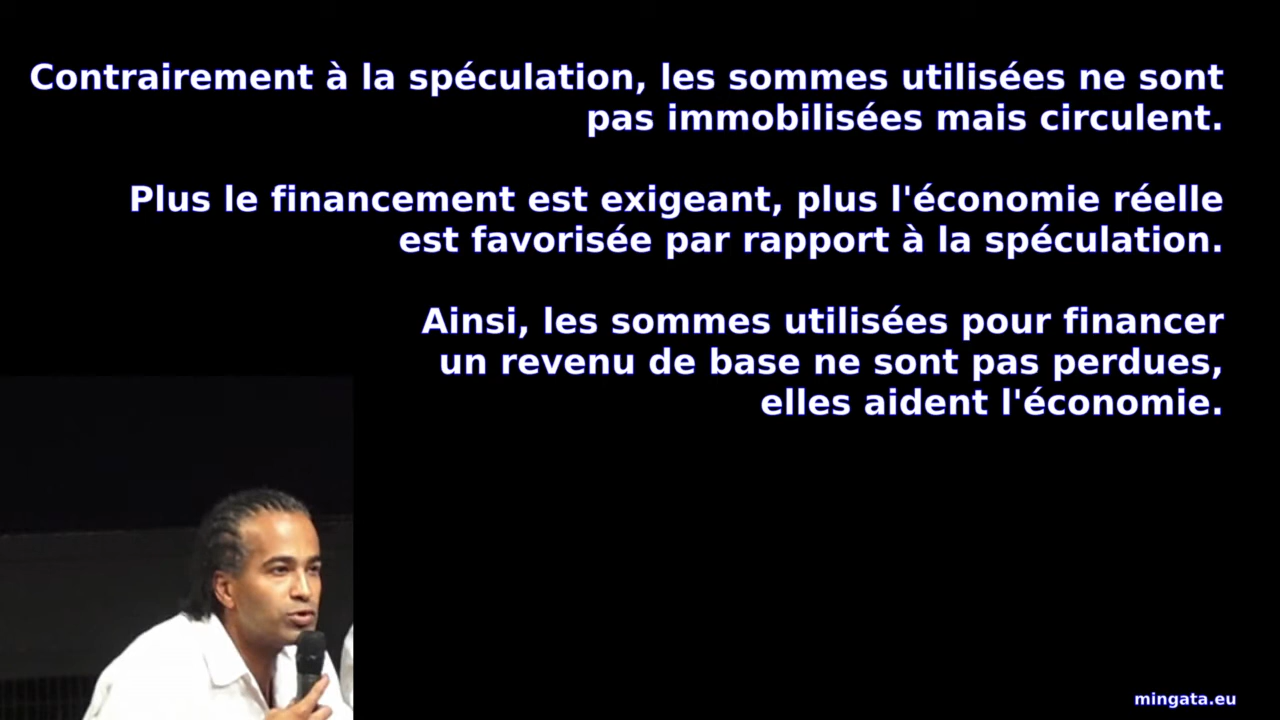 Contrairement à la spéculation, les sommes utilisées ne sont
pas immobilisées mais circulent.
Plus le financement est exigeant, plus l'économie réelle
est favorisée par rapport à la spéculation.
Ainsi, les sommes utilisées pour financer
un revenu de base ne sont pas perdues,
elles aident l'économie.
mingata.eu